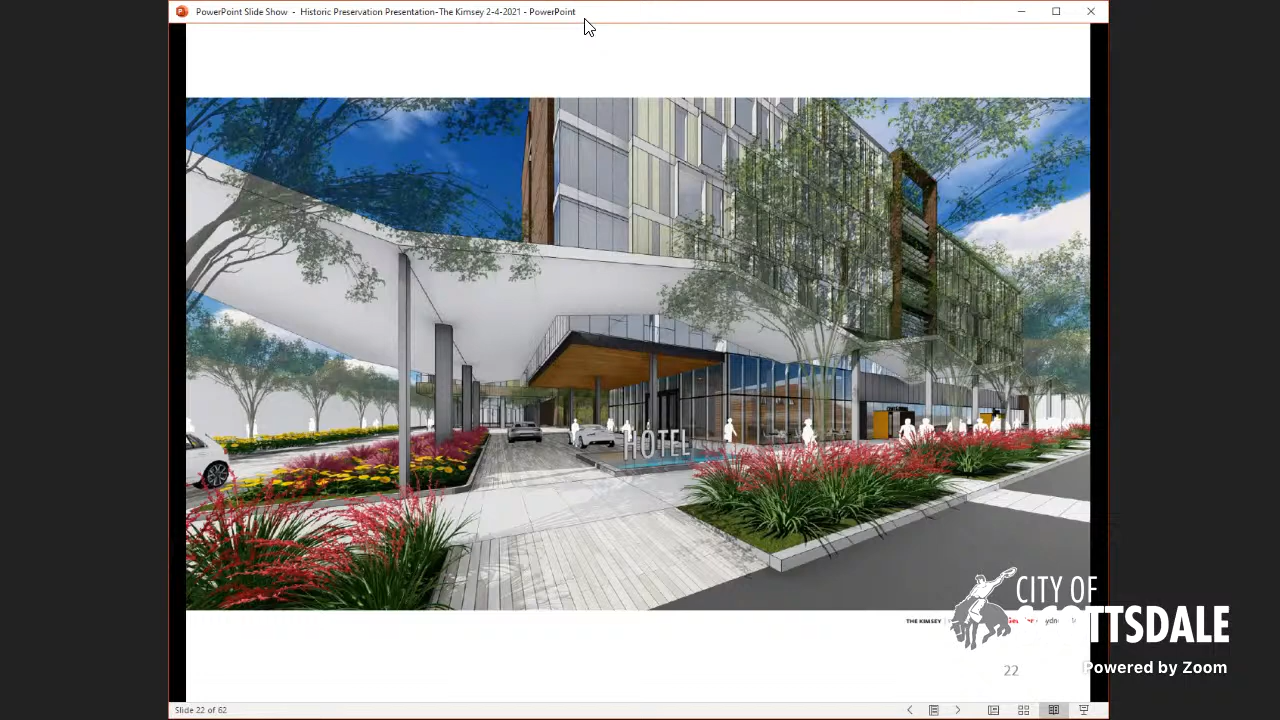 PowerPoint Slide Show - Historic Preservation Presentation-The Kimsey 2-4-2021 - PowerPoint
HOTEL
THE KIMSEY
CITY OF
SCOTTSDALE
Powered by Zoom
22
Slide 22 of 62